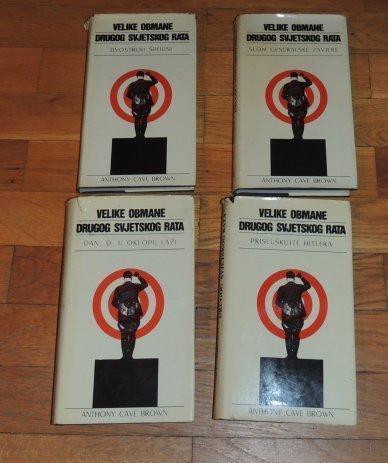 VELIKE OBMANE
DRUGOG SVJETSKOG RATA
DVOSTRUKI ŠPIJUNI
ANTHONY CAVE BROWN
VELIKE OBMANE
DRUGOG SVJETSKOG RATA
SLOM GENERALSKE ZAVJERE
ANTHONY CAVE BROWN
VELIKE OBMANE
DRUGOG SVJETSKOG RATA
DAN „D” U OKLOPU LAŽI
ANTHONY CAVE BROWN
VELIKE OBMANE
DRUGOG SVJETSKOG RATA
PRISLUŠKUJTE HITLERA
ANTHONY CAVE BROWN